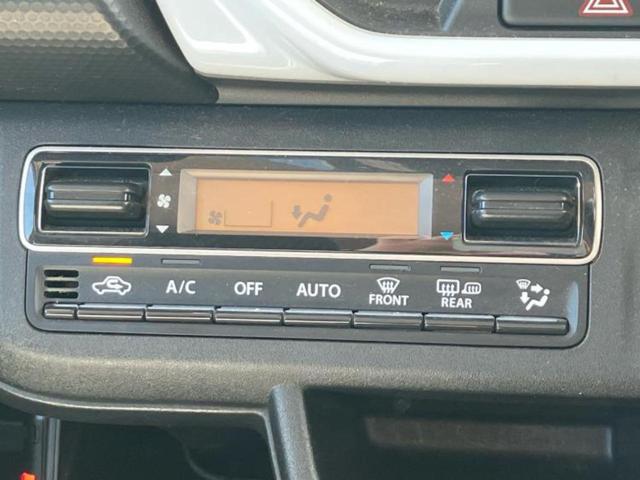 A/C OFF AUTO FRONT REAR